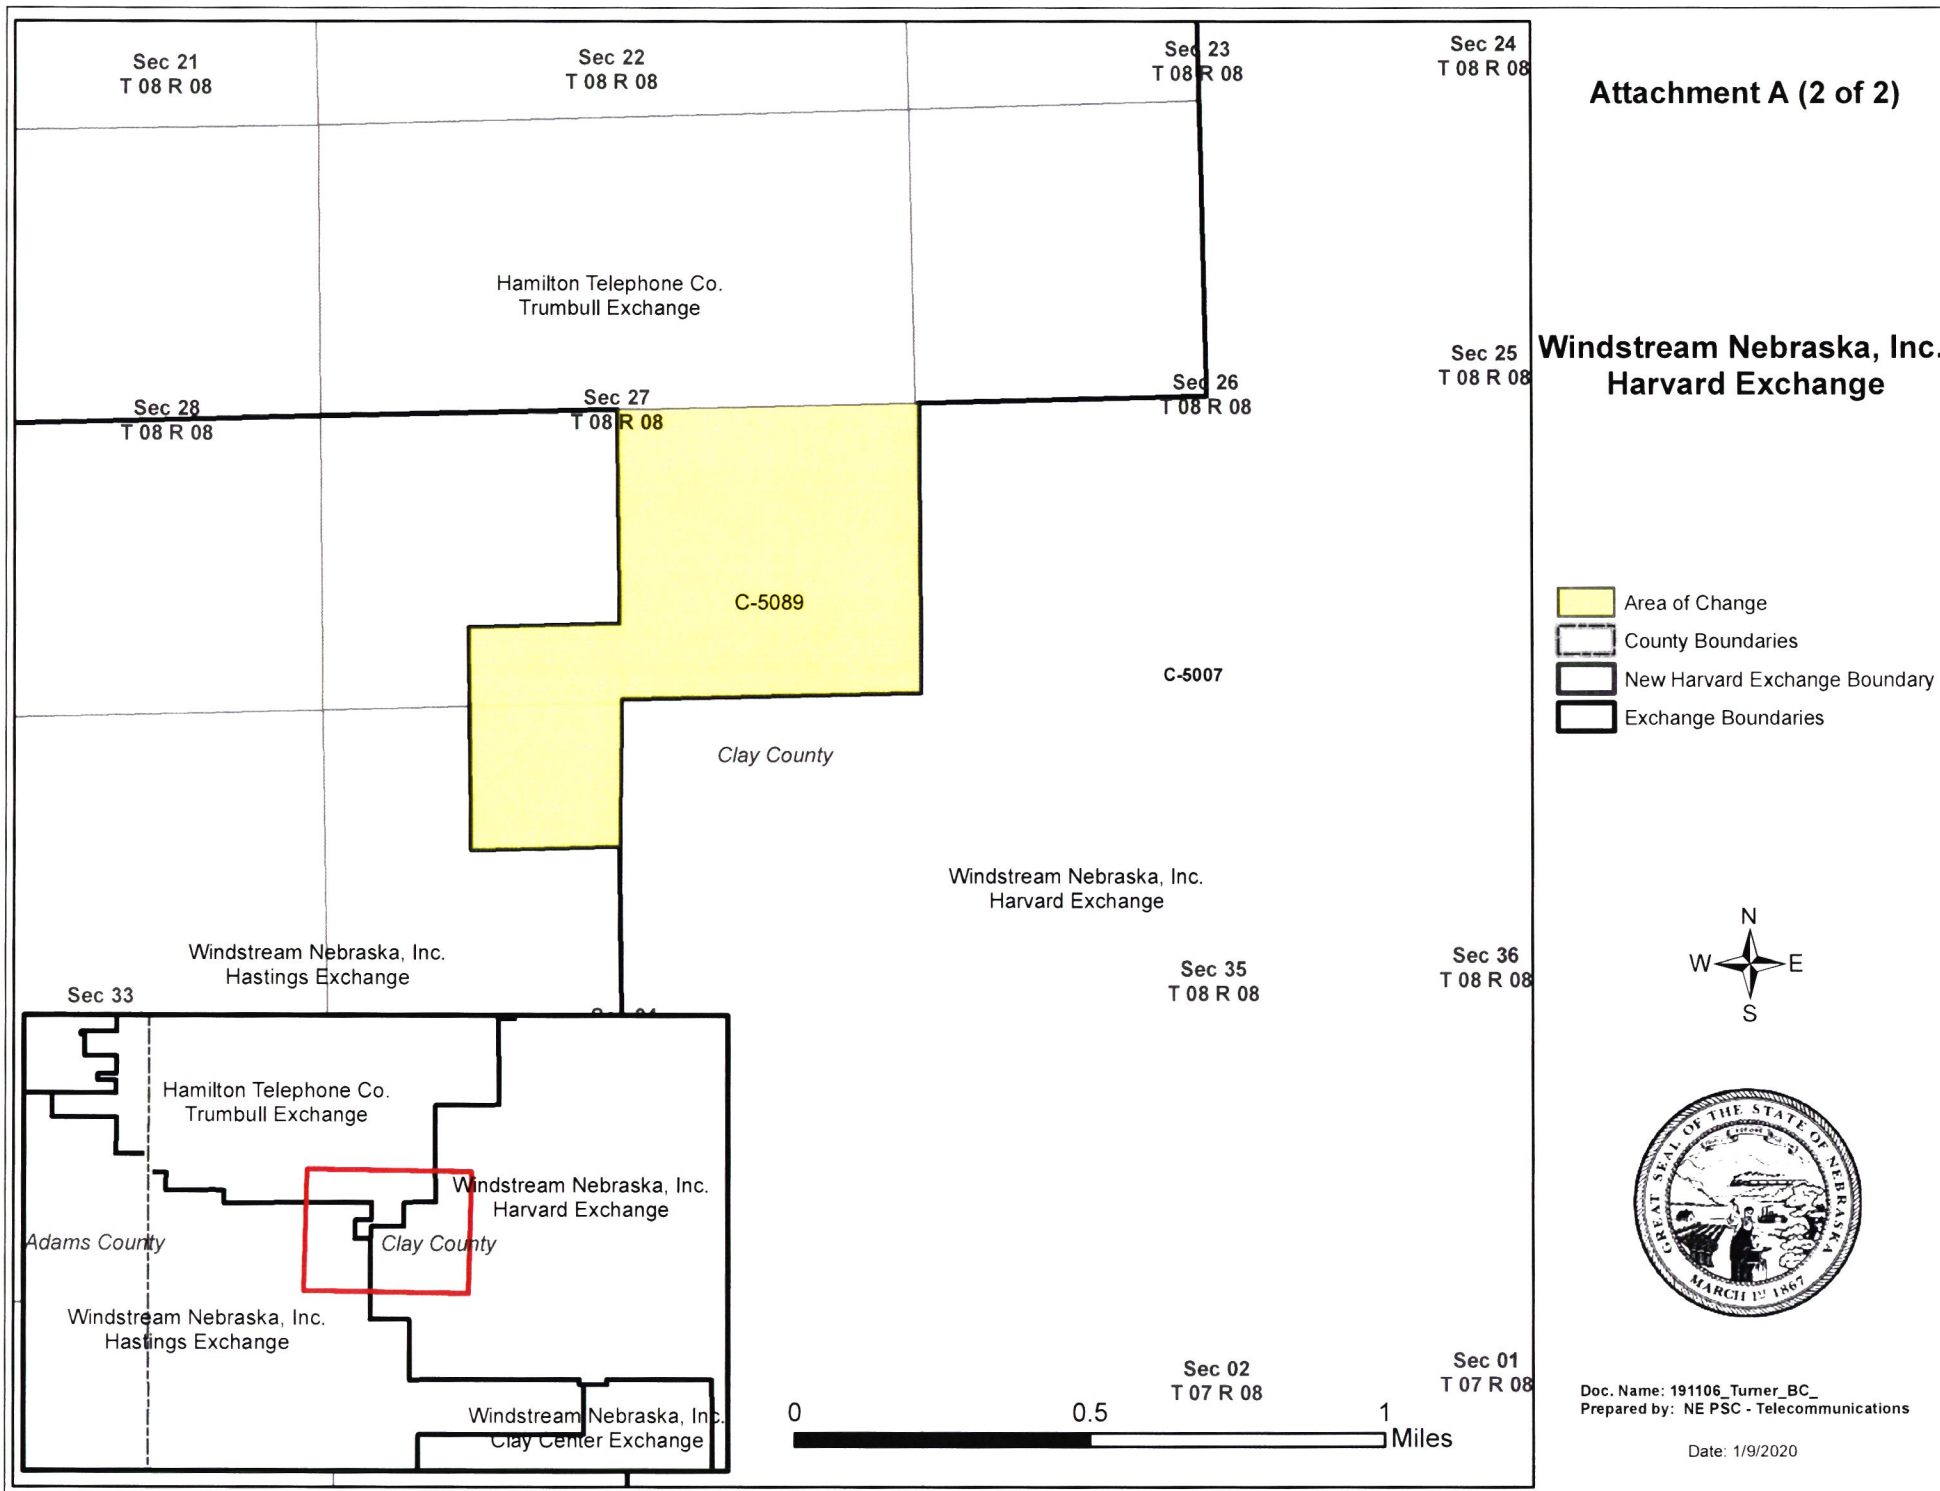 Sec 21
T 08 R 08
Sec 22
T 08 R 08
Sec 23
T 08 R 08
Sec 24
T 08 R 08
Attachment A (2 of 2)
Hamilton Telephone Co.
Trumbull Exchange
Windstream Nebraska, Inc.
Harvard Exchange
Sec 28
T 08 R 08
Sec 27
T 08 R 08
Sec 26
T 08 R 08
Sec 25
T 08 R 08
C-5089
C-5007
Area of Change
County Boundaries
New Harvard Exchange Boundary
Exchange Boundaries
Clay County
Windstream Nebraska, Inc.
Harvard Exchange
Windstream Nebraska, Inc.
Hastings Exchange
Sec 33
Sec 35
T 08 R 08
Sec 36
T 08 R 08
N
W
E
S
Hamilton Telephone Co.
Trumbull Exchange
Windstream Nebraska, Inc.
Harvard Exchange
Adams County
Clay County
Windstream Nebraska, Inc.
Hastings Exchange
Windstream Nebraska, Inc.
Clay Center Exchange
GREAT SEAL OF THE STATE OF NEBRASKA
MARCH 1ST 1867
Sec 02
T 07 R 08
Sec 01
T 07 R 08
0 0.5 1
Miles
Doc. Name: 191106_Turner_BC_
Prepared by: NE PSC - Telecommunications
Date: 1/9/2020